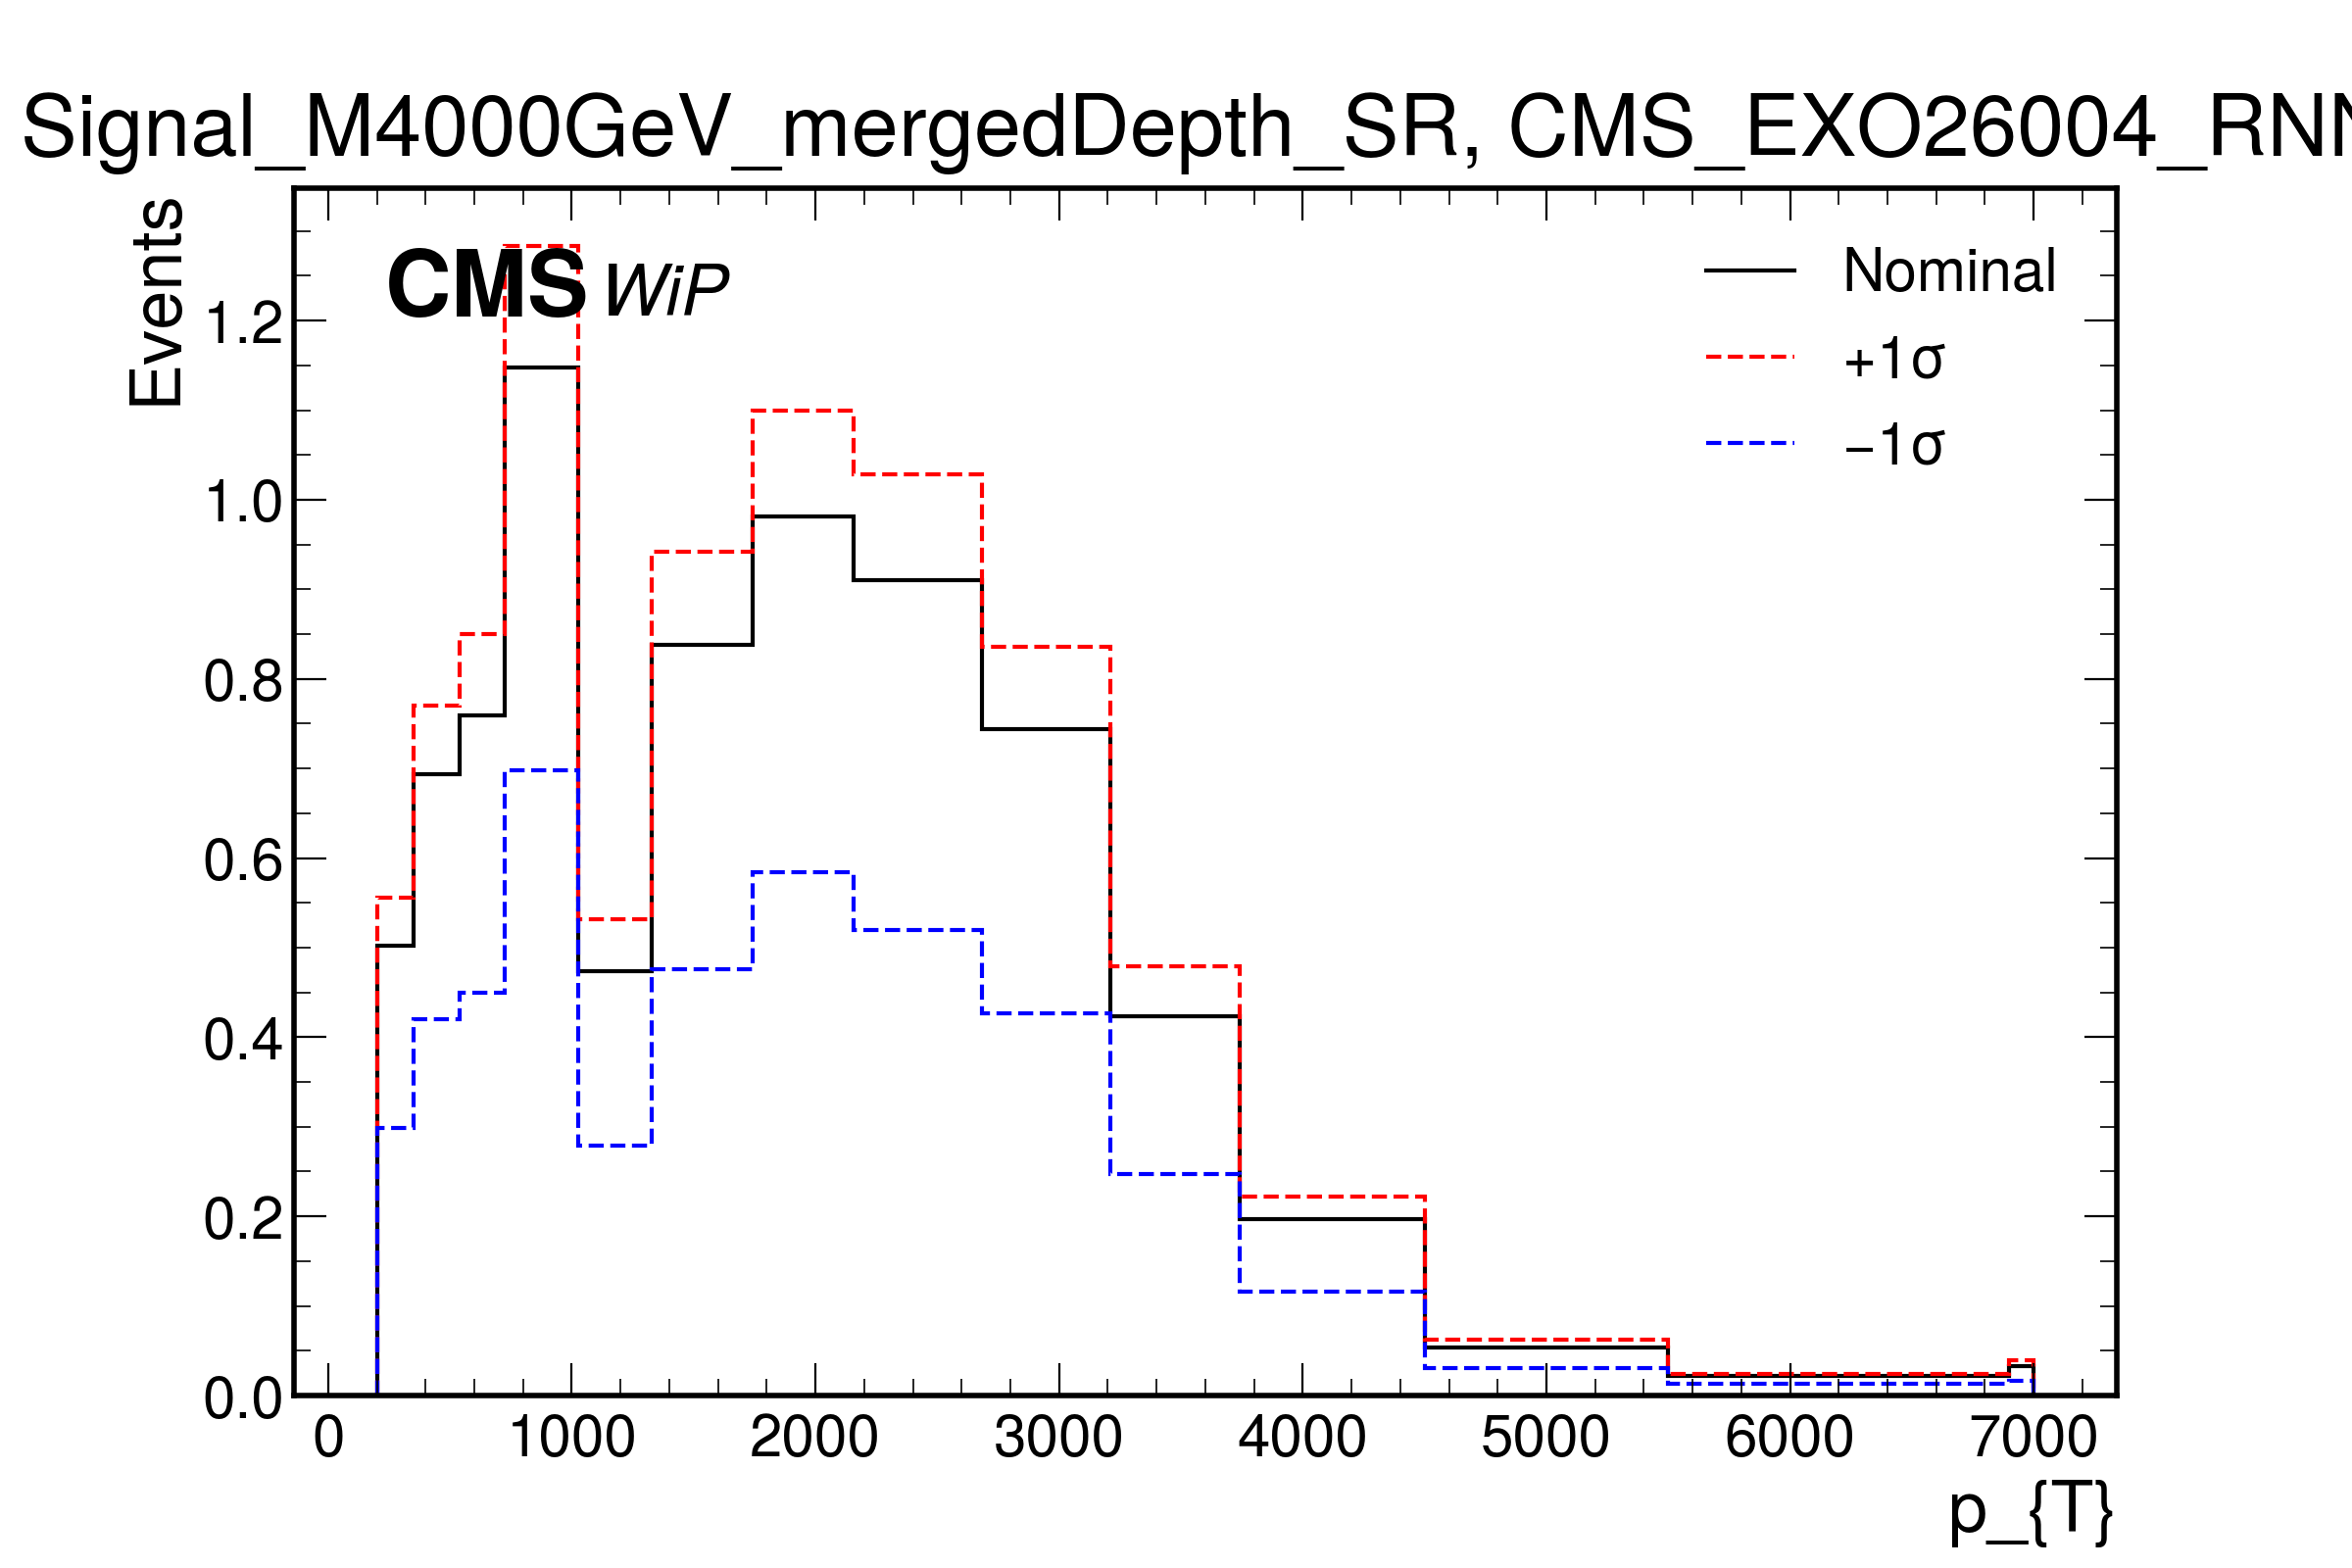 Signal_M4000GeV_mergedDepth_SR, CMS_EXO26004_RNN
Events
CMS WiP
Nominal
+1σ
−1σ
1.2
1.0
0.8
0.6
0.4
0.2
0.0
0 1000 2000 3000 4000 5000 6000 7000
p_{T}